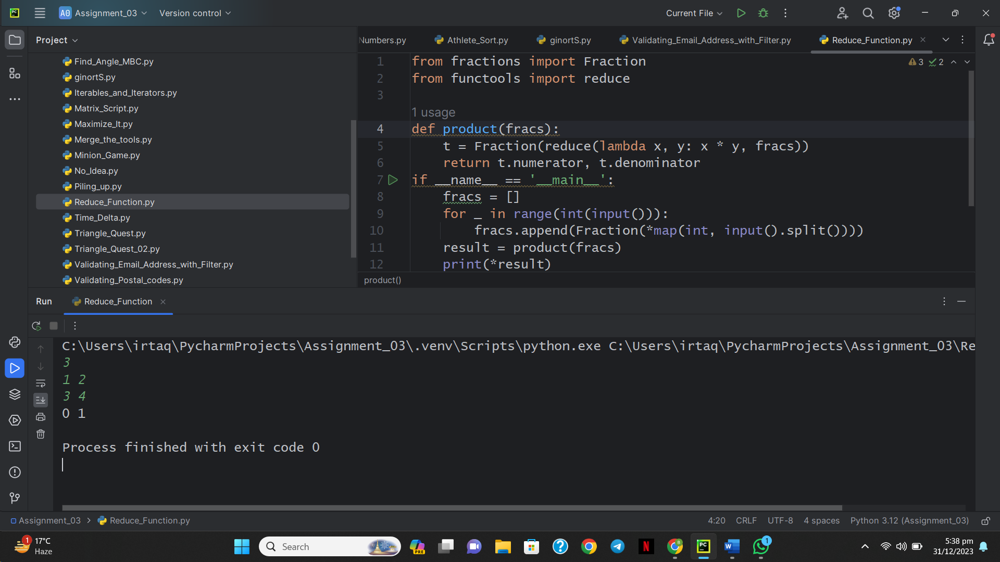 A0 Assignment_03 Version control Current File
Project
Numbers.py Athlete_Sort.py ginortS.py Validating_Email_Address_with_Filter.py Reduce_Function.py
Find_Angle_MBC.py
ginortS.py
Iterables_and_Iterators.py
Matrix_Script.py
Maximize_It.py
Merge_the_tools.py
Minion_Game.py
No_Idea.py
Piling_up.py
Reduce_Function.py
Time_Delta.py
Triangle_Quest.py
Triangle_Quest_02.py
Validating_Email_Address_with_Filter.py
Validating_Postal_codes.py
3 2
1 from fractions import Fraction
2 from functools import reduce
3
1 usage
4 def product(fracs):
5 t = Fraction(reduce(lambda x, y: x * y, fracs))
6 return t.numerator, t.denominator
7 if __name__ == '__main__':
8 fracs = []
9 for _ in range(int(input())):
10 fracs.append(Fraction(*map(int, input().split())))
11 result = product(fracs)
12 print(*result)
product()
Run Reduce_Function
C:\Users\irtaq\PycharmProjects\Assignment_03\.venv\Scripts\python.exe C:\Users\irtaq\PycharmProjects\Assignment_03\Re
3
1 2
3 4
0 1
Process finished with exit code 0
Assignment_03 > Reduce_Function.py 4:20 CRLF UTF-8 4 spaces Python 3.12 (Assignment_03)
1 17°C
Haze
Search
PRE
N
B
PC
W
1
5:38 pm
31/12/2023